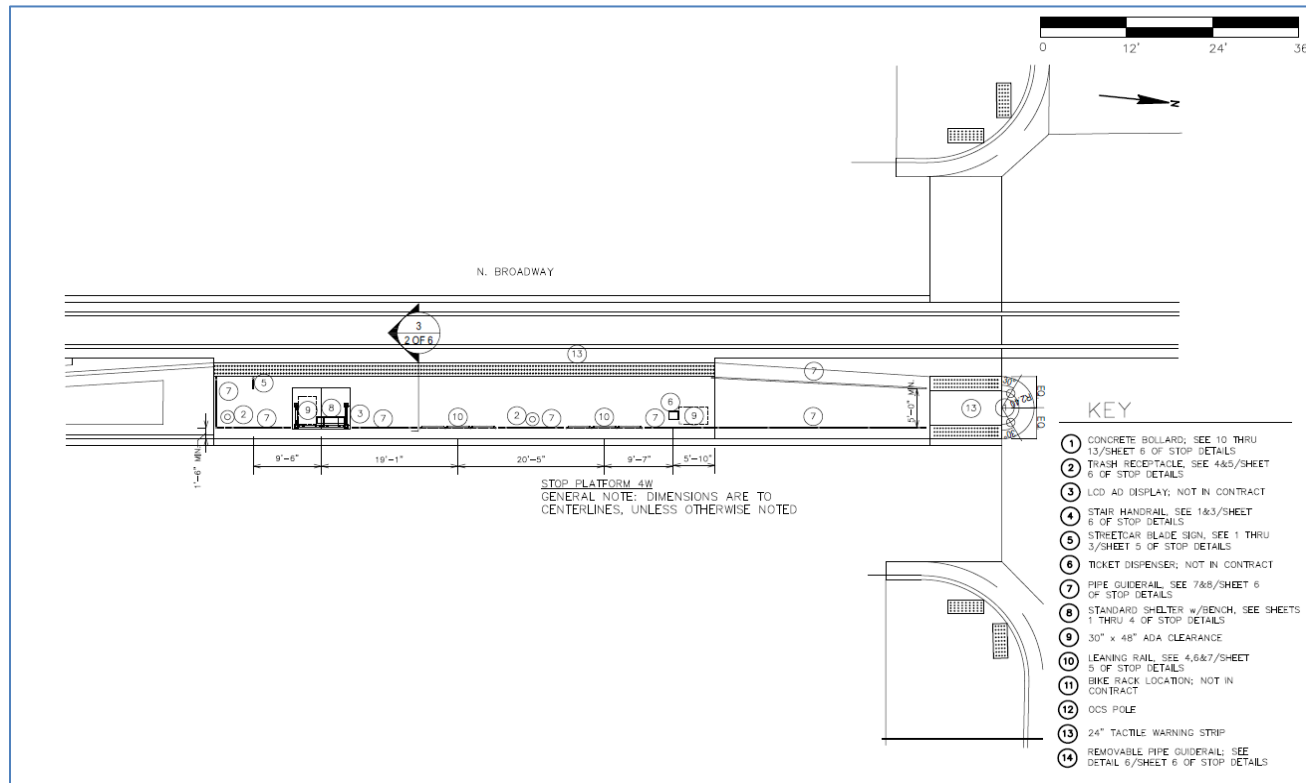 0 12' 24' 36
N
N. BROADWAY
3
2 OF 6
13
7
5
6
7
2
7
9
8
3
7
10
2
7
10
7
9
7
5'-0" MIN.
13
EQ
EQ
1'-6" MIN.
9'-6"
19'-1"
20'-5"
9'-7"
5'-10"
STOP PLATFORM 4W
GENERAL NOTE: DIMENSIONS ARE TO
CENTERLINES, UNLESS OTHERWISE NOTED
KEY
1 CONCRETE BOLLARD; SEE 10 THRU
13/SHEET 6 OF STOP DETAILS
2 TRASH RECEPTACLE, SEE 4&5/SHEET
6 OF STOP DETAILS
3 LCD AD DISPLAY; NOT IN CONTRACT
4 STAIR HANDRAIL, SEE 1&3/SHEET
6 OF STOP DETAILS
5 STREETCAR BLADE SIGN, SEE 1 THRU
3/SHEET 5 OF STOP DETAILS
6 TICKET DISPENSER; NOT IN CONTRACT
7 PIPE GUIDERAIL, SEE 7&8/SHEET 6
OF STOP DETAILS
8 STANDARD SHELTER w/BENCH, SEE SHEETS
1 THRU 4 OF STOP DETAILS
9 30" x 48" ADA CLEARANCE
10 LEANING RAIL, SEE 4,6&7/SHEET
5 OF STOP DETAILS
11 BIKE RACK LOCATION; NOT IN
CONTRACT
12 OCS POLE
13 24" TACTILE WARNING STRIP
14 REMOVABLE PIPE GUIDERAIL; SEE
DETAIL 6/SHEET 6 OF STOP DETAILS